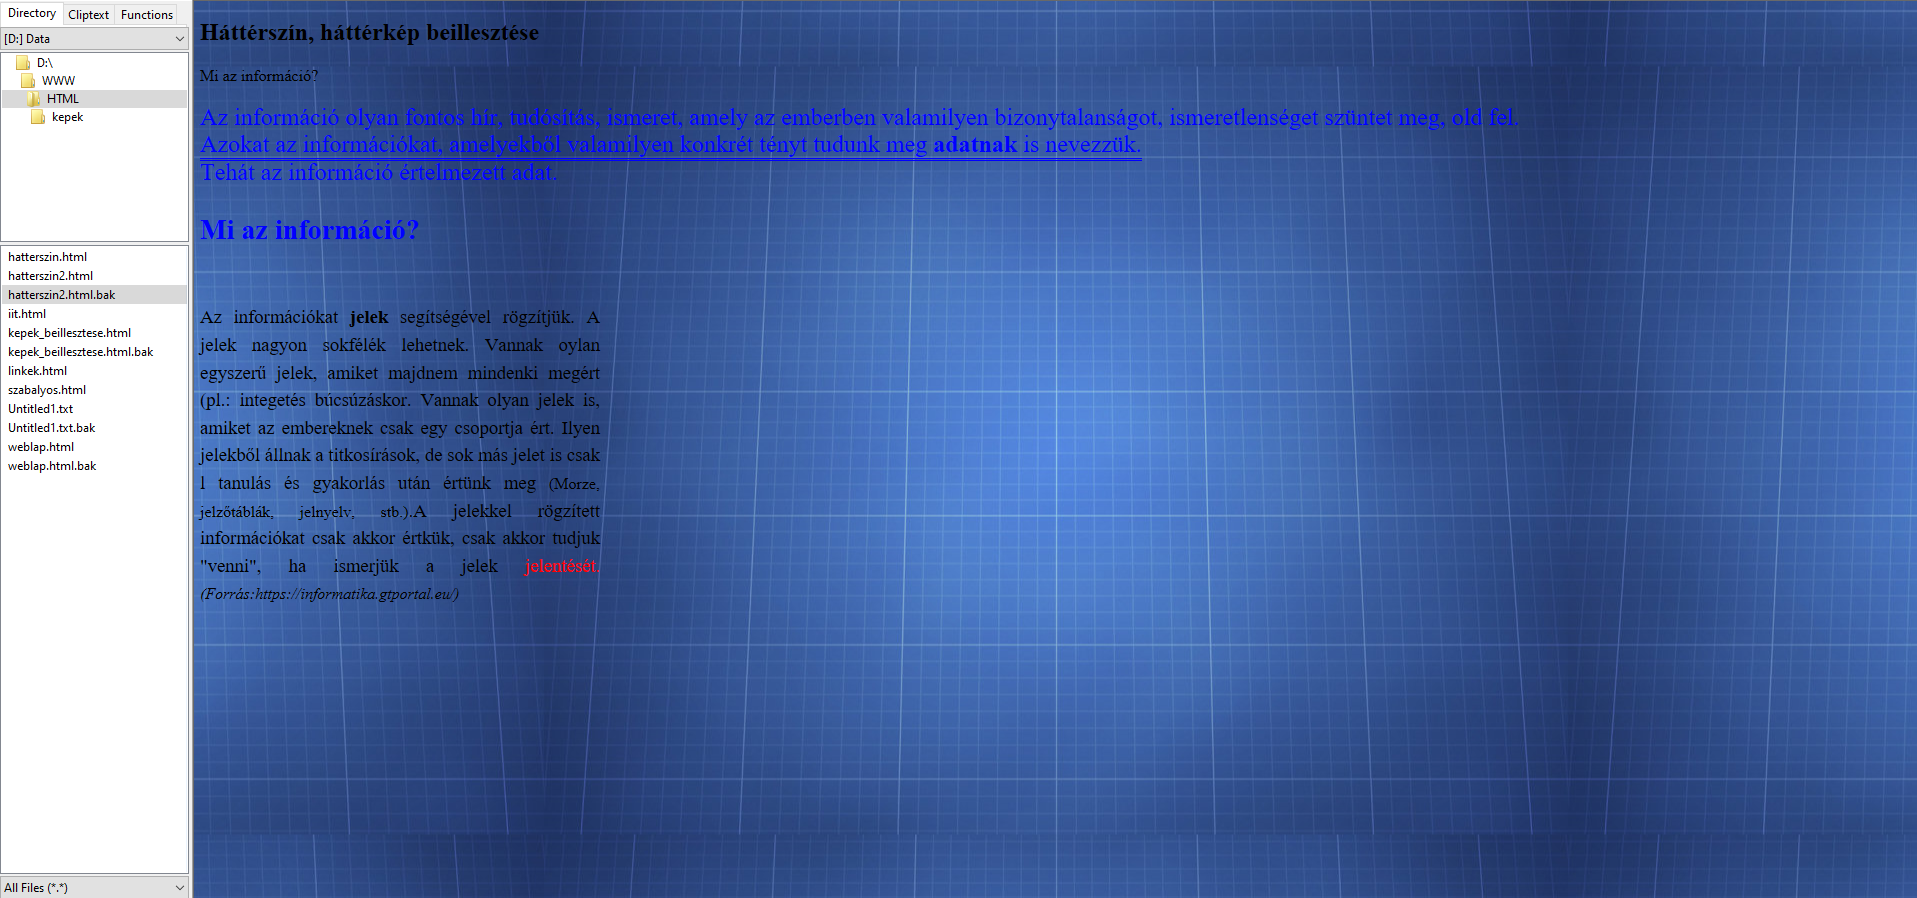 Directory Cliptext Functions
[D:] Data
D:\
WWW
HTML
kepek
hatterszin.html
hatterszin2.html
hatterszin2.html.bak
iit.html
kepek_beillesztese.html
kepek_beillesztese.html.bak
linkek.html
szabalyos.html
Untitled1.txt
Untitled1.txt.bak
weblap.html
weblap.html.bak
All Files (*.*)
Háttérszín, háttérkép beillesztése
Mi az információ?
Az információ olyan fontos hír, tudósítás, ismeret, amely az emberben valamilyen bizonytalanságot, ismeretlenséget szüntet meg, old fel.
Azokat az információkat, amelyekből valamilyen konkrét tényt tudunk meg adatnak is nevezzük.
Tehát az információ értelmezett adat.
Mi az információ?
Az információkat jelek segítségével rögzítjük. A
jelek nagyon sokfélék lehetnek. Vannak oylan
egyszerű jelek, amiket majdnem mindenki megért
(pl.: integetés búcsúzáskor. Vannak olyan jelek is,
amiket az embereknek csak egy csoportja ért. Ilyen
jelekből állnak a titkosírások, de sok más jelet is csak
l tanulás és gyakorlás után értünk meg (Morze,
jelzőtáblák, jelnyelv, stb.).A jelekkel rögzített
információkat csak akkor értkük, csak akkor tudjuk
"venni", ha ismerjük a jelek jelentését.
(Forrás:https://informatika.gtportal.eu/)